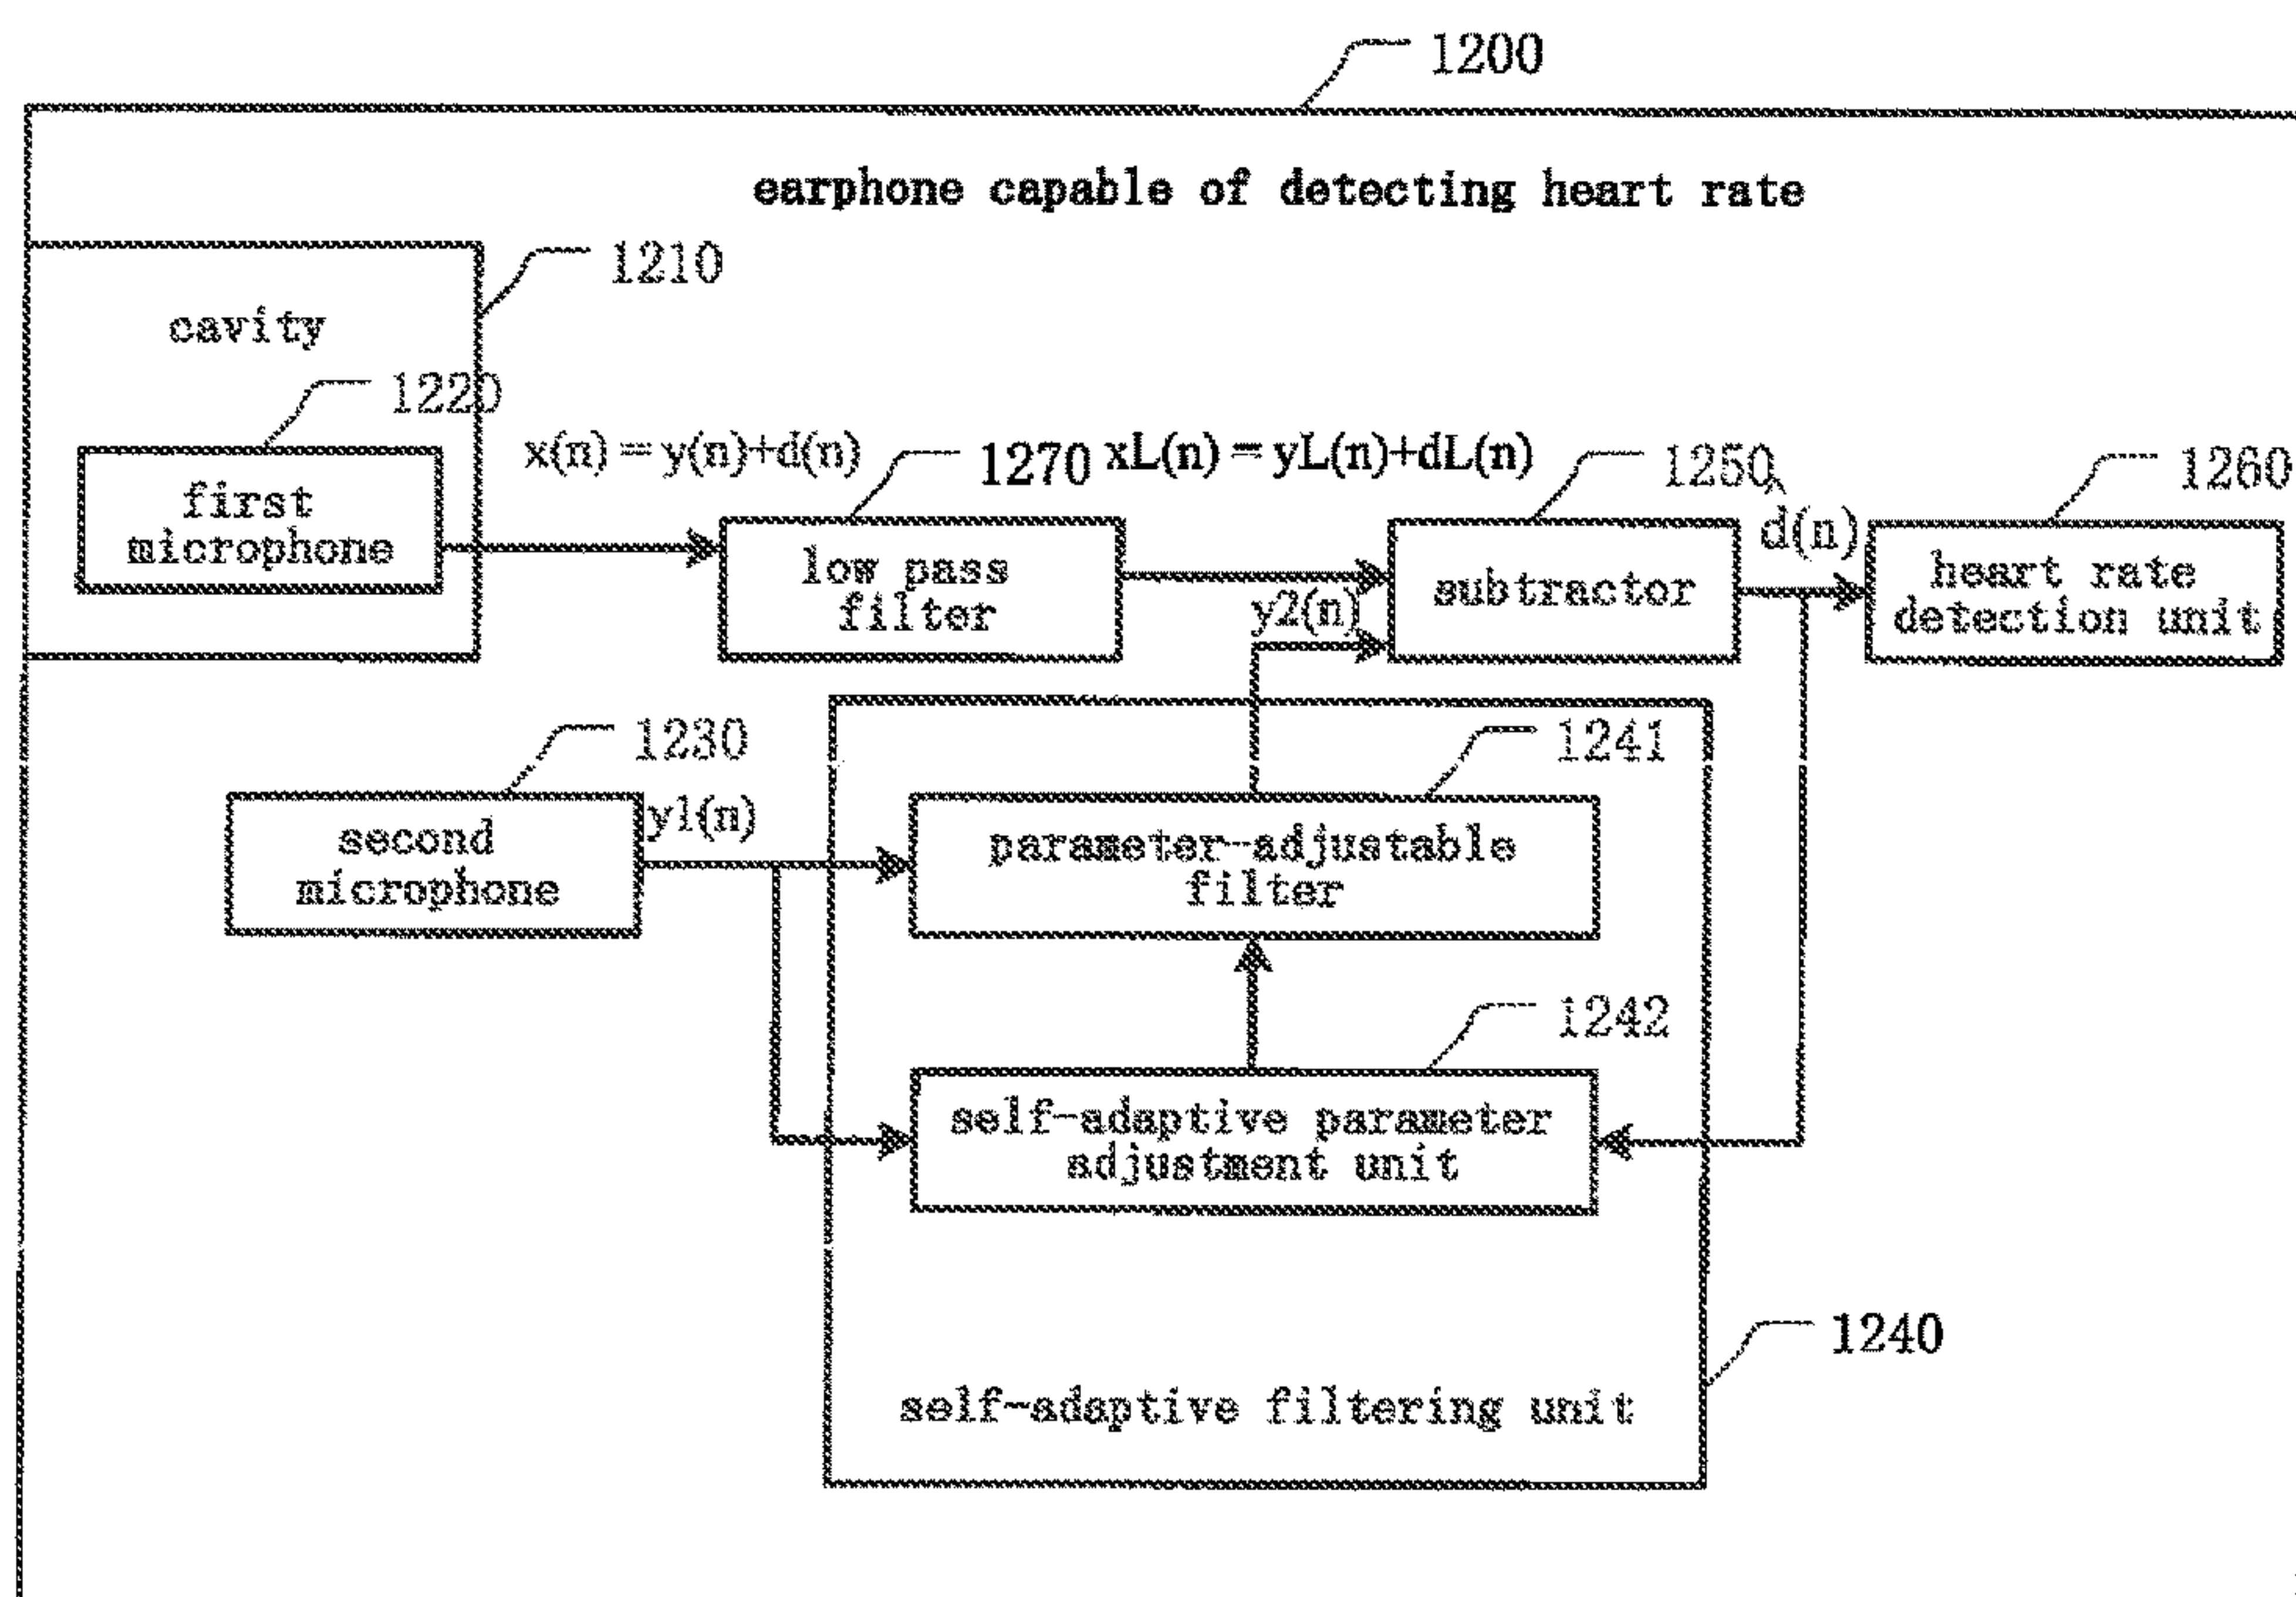 1200
earphone capable of detecting heart rate
1210
cavity
1220
first
microphone
x(n) = y(n)+d(n)
1270
xL(n) = yL(n)+dL(n)
low pass
filter
1250
subtractor
d̂(n)
1260
heart rate
detection unit
y2(n)
1230
second
microphone
y1(n)
1241
parameter-adjustable
filter
1242
self-adaptive parameter
adjustment unit
1240
self-adaptive filtering unit